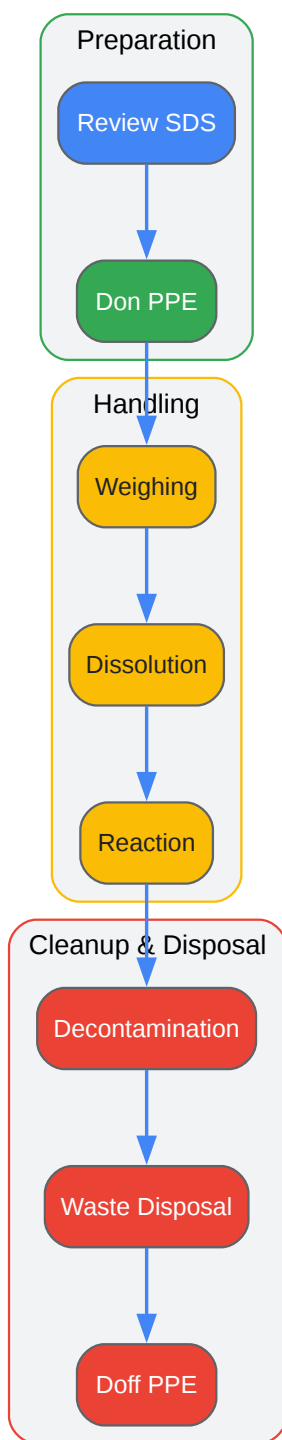 Preparation
Review SDS
Don PPE
Handling
Weighing
Dissolution
Reaction
Cleanup & Disposal
Decontamination
Waste Disposal
Doff PPE